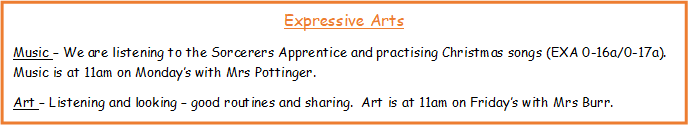 Expressive Arts
Music – We are listening to the Sorcerers Apprentice and practising Christmas songs (EXA 0-16a/0-17a).
Music is at 11am on Monday's with Mrs Pottinger.
Art – Listening and looking – good routines and sharing.  Art is at 11am on Friday's with Mrs Burr.